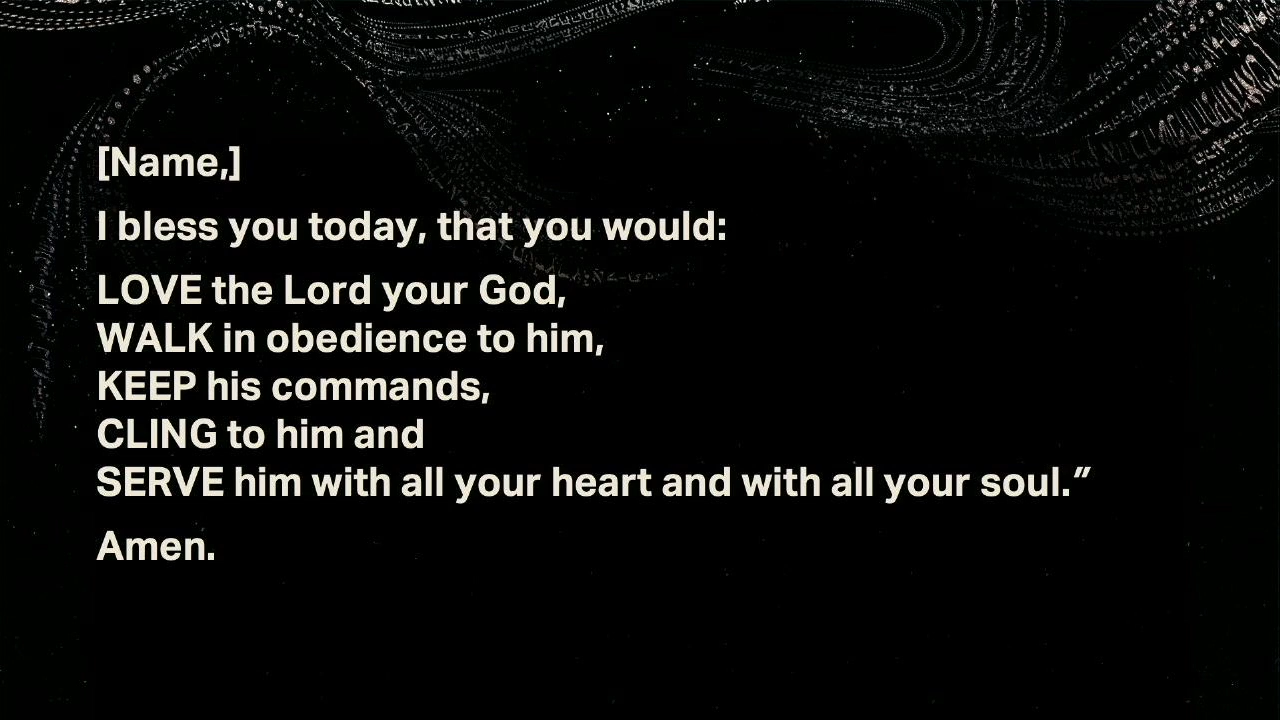 [Name,]
I bless you today, that you would:
LOVE the Lord your God,
WALK in obedience to him,
KEEP his commands,
CLING to him and
SERVE him with all your heart and with all your soul.”
Amen.